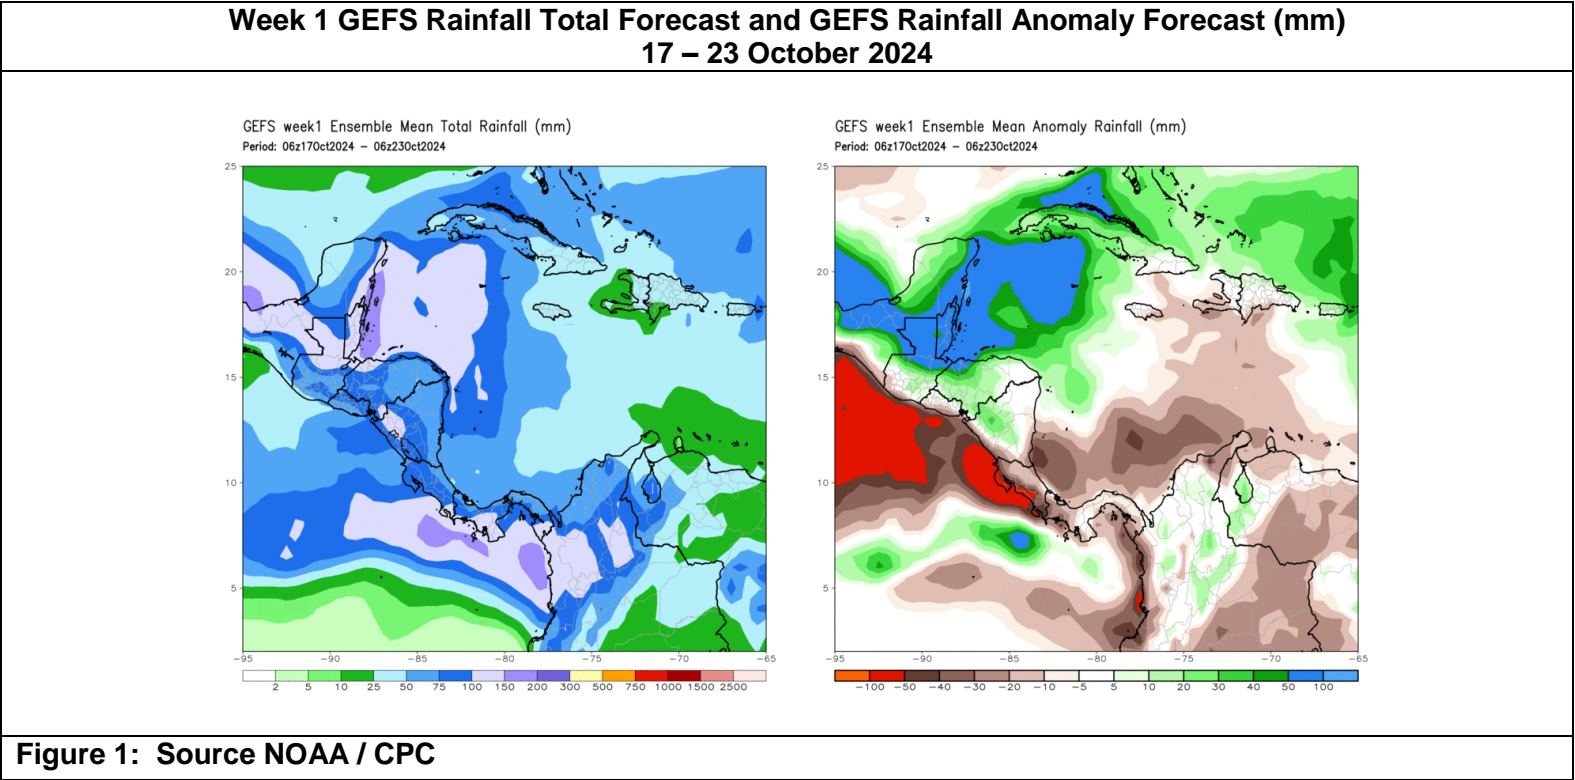 Week 1 GEFS Rainfall Total Forecast and GEFS Rainfall Anomaly Forecast (mm)
17 – 23 October 2024
GEFS week1 Ensemble Mean Total Rainfall (mm)
Period: 06z17Oct2024 – 06z23Oct2024
25
20
15
10
5
−95 −90 −85 −80 −75 −70 −65
2 5 10 25 50 75 100 150 200 300 500 750 1000 1500 2500
GEFS week1 Ensemble Mean Anomaly Rainfall (mm)
Period: 06z17Oct2024 – 06z23Oct2024
25
20
15
10
5
−95 −90 −85 −80 −75 −70 −65
−100 −50 −40 −30 −20 −10 −5 5 10 20 30 40 50 100
Figure 1: Source NOAA / CPC